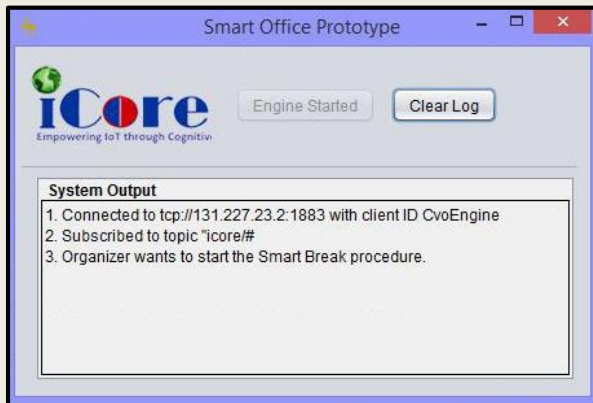 Smart Office Prototype
iCore
Empowering IoT through Cognitiv
Engine Started
Clear Log
System Output
1. Connected to tcp://131.227.23.2:1883 with client ID CvoEngine
2. Subscribed to topic "icore/#
3. Organizer wants to start the Smart Break procedure.